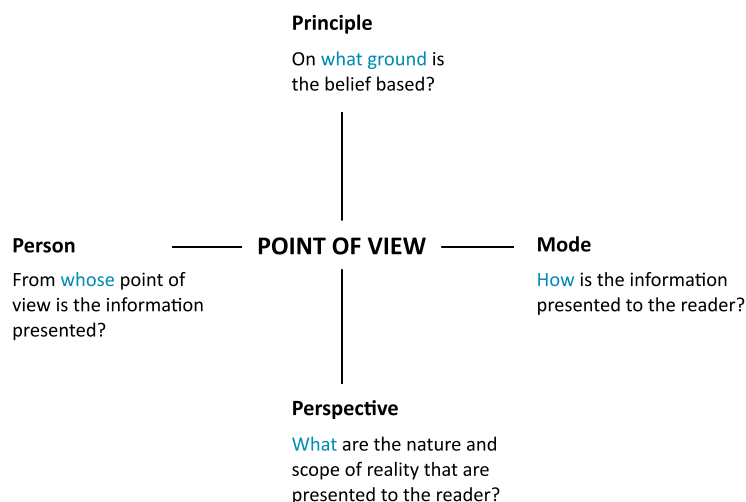 Principle
On what ground is
the belief based?
Person
From whose point of
view is the information
presented?
POINT OF VIEW
Mode
How is the information
presented to the reader?
Perspective
What are the nature and
scope of reality that are
presented to the reader?